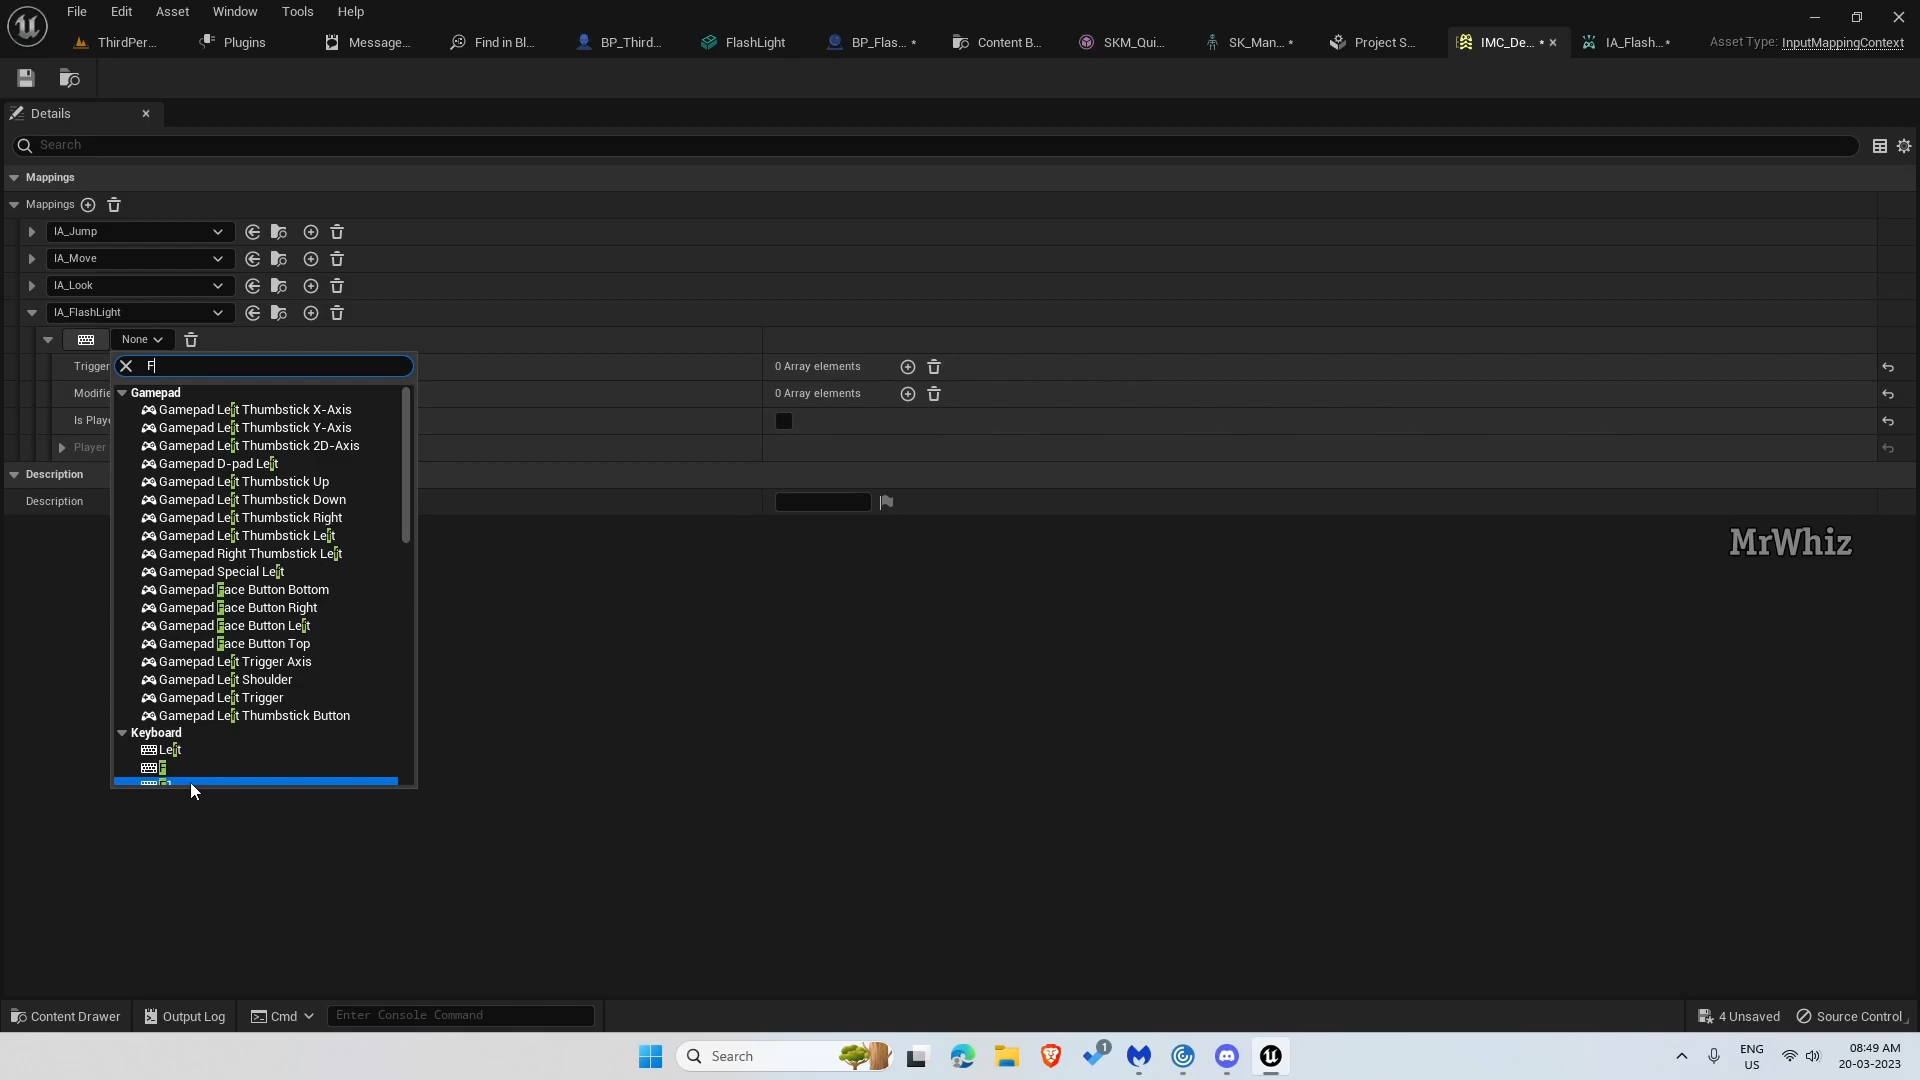 File Edit Asset Window Tools Help
ThirdPer... Plugins Message... Find in Bl... BP_Third... FlashLight BP_Flas... * Content B... SKM_Qui... SK_Man... * Project S... IMC_De... * IA_Flash... * Asset Type: InputMappingContext
Details
Search
Mappings
Mappings
IA_Jump
IA_Move
IA_Look
IA_FlashLight
None
F
Trigger 0 Array elements
Modifie 0 Array elements
Is Playe
Player
Description
Description
Gamepad
Gamepad Left Thumbstick X-Axis
Gamepad Left Thumbstick Y-Axis
Gamepad Left Thumbstick 2D-Axis
Gamepad D-pad Left
Gamepad Left Thumbstick Up
Gamepad Left Thumbstick Down
Gamepad Left Thumbstick Right
Gamepad Left Thumbstick Left
Gamepad Right Thumbstick Left
Gamepad Special Left
Gamepad Face Button Bottom
Gamepad Face Button Right
Gamepad Face Button Left
Gamepad Face Button Top
Gamepad Left Trigger Axis
Gamepad Left Shoulder
Gamepad Left Trigger
Gamepad Left Thumbstick Button
Keyboard
Left
F
MrWhiz
Content Drawer Output Log Cmd Enter Console Command 4 Unsaved Source Control
Search 1 ENG US 08:49 AM 20-03-2023